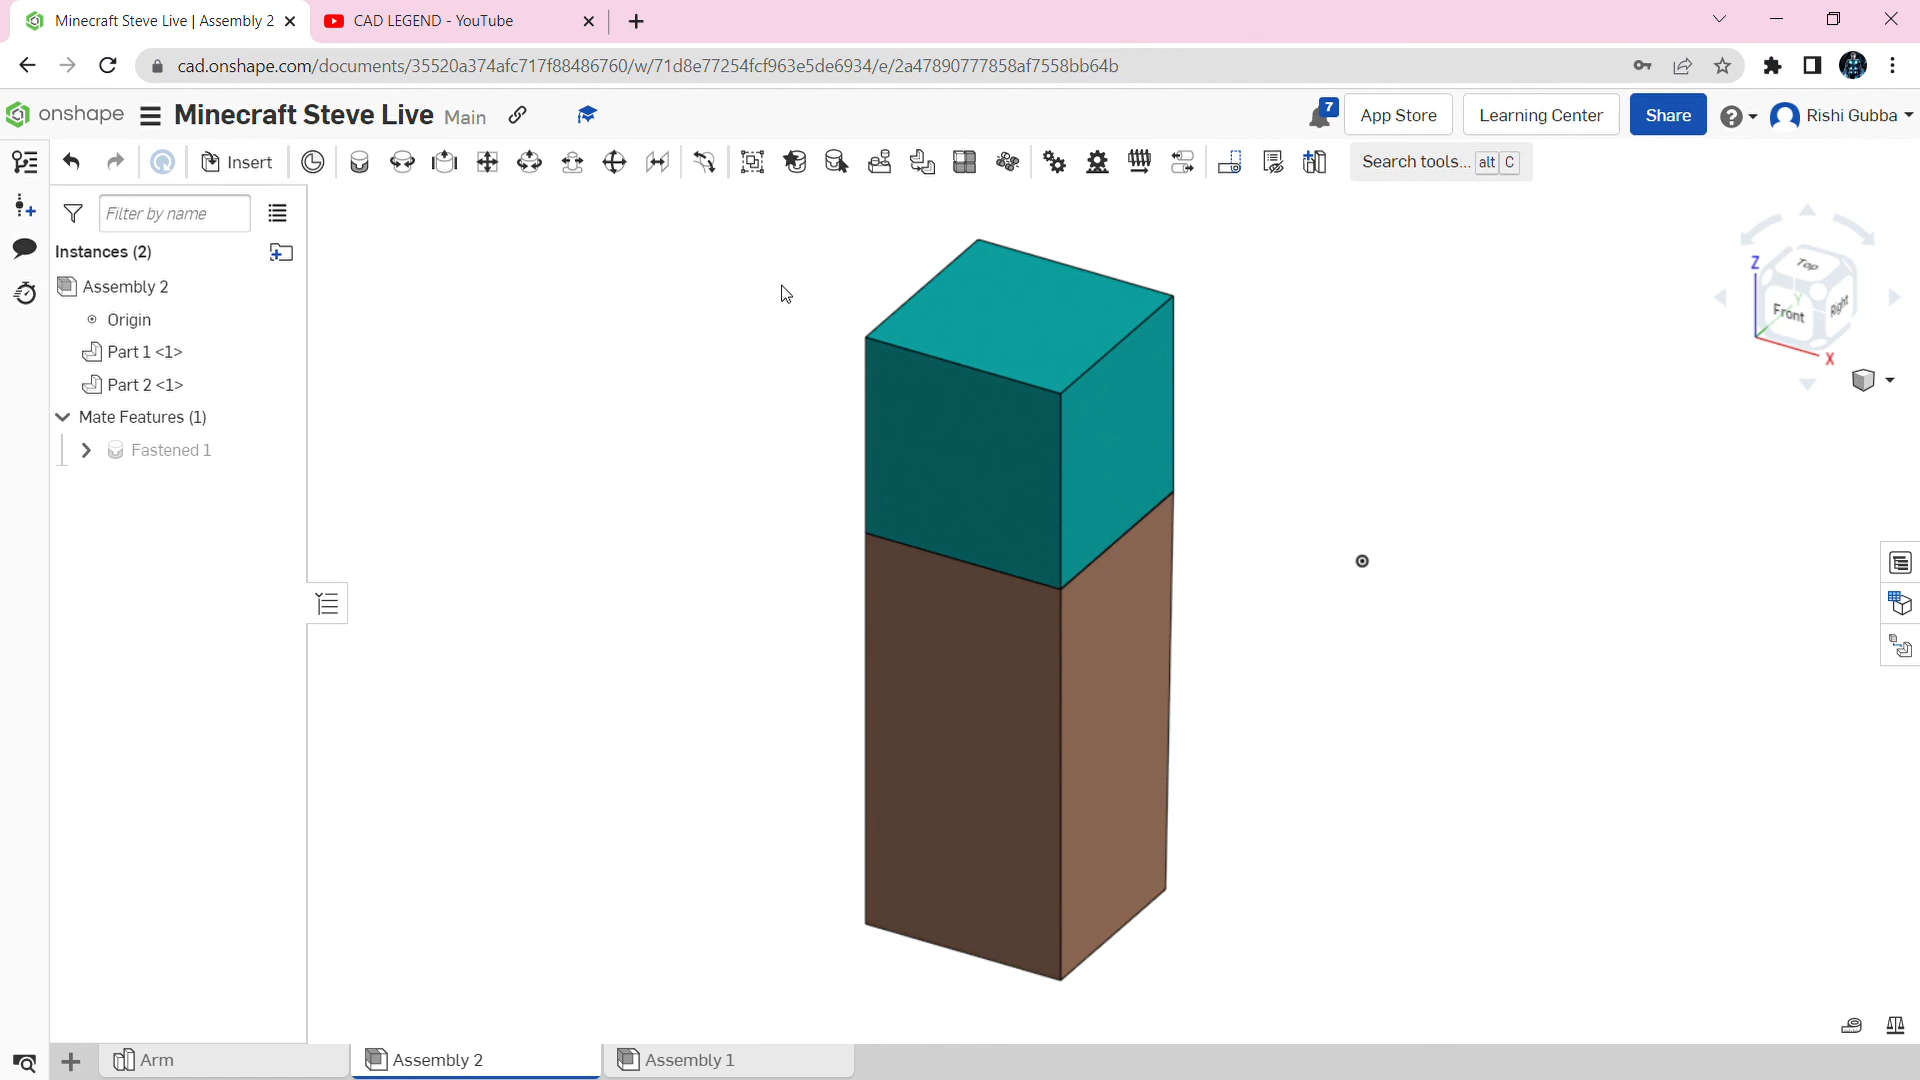 Minecraft Steve Live | Assembly 2
CAD LEGEND - YouTube
cad.onshape.com/documents/35520a374afc717f88486760/w/71d8e77254fcf963e5de6934/e/2a47890777858af7558bb64b
onshape
Minecraft Steve Live Main
7
App Store
Learning Center
Share
Rishi Gubba
Insert
Search tools... alt C
Filter by name
Instances (2)
Assembly 2
Origin
Part 1 <1>
Part 2 <1>
Mate Features (1)
Fastened 1
Z
Top
Y
Front
Right
X
Arm
Assembly 2
Assembly 1